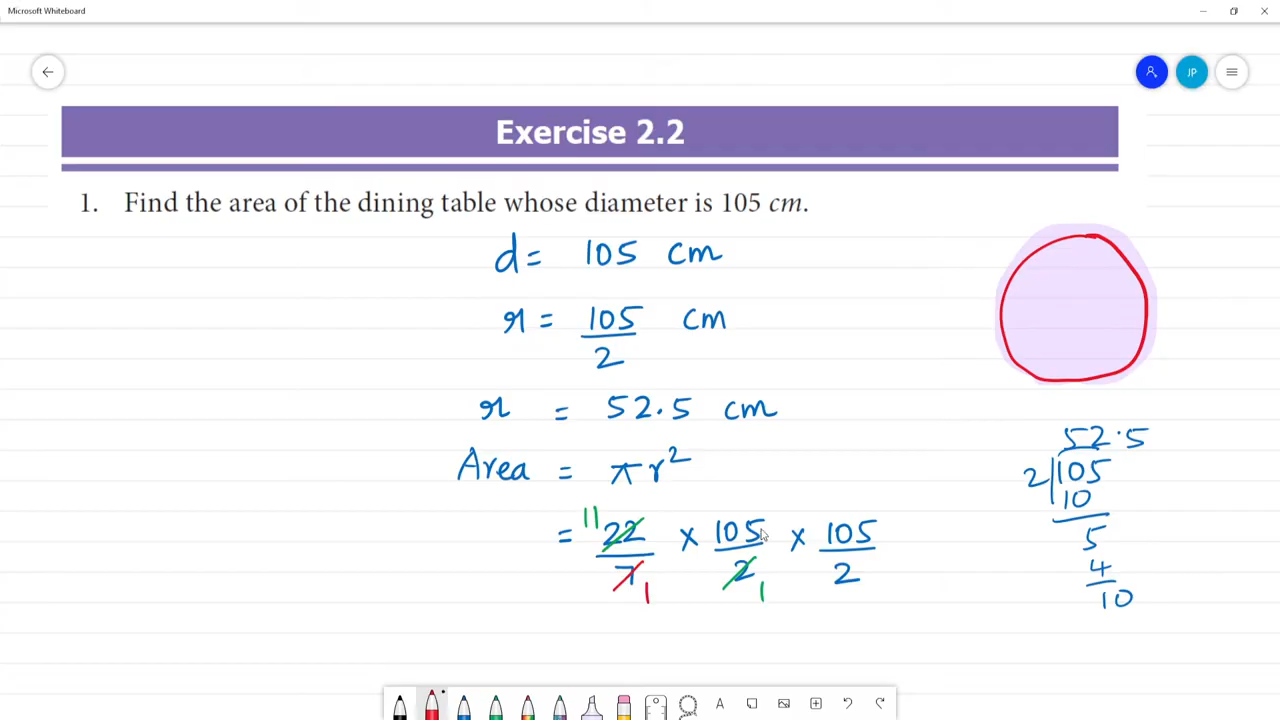 Microsoft Whiteboard
JP
Exercise 2.2
1. Find the area of the dining table whose diameter is 105 cm.
d = 105 cm
r = 105/2 cm
r = 52.5 cm
Area = πr²
= 22/7 × 105/2 × 105/2
11
1
1
52.5
2 105
10
5
4
10
A